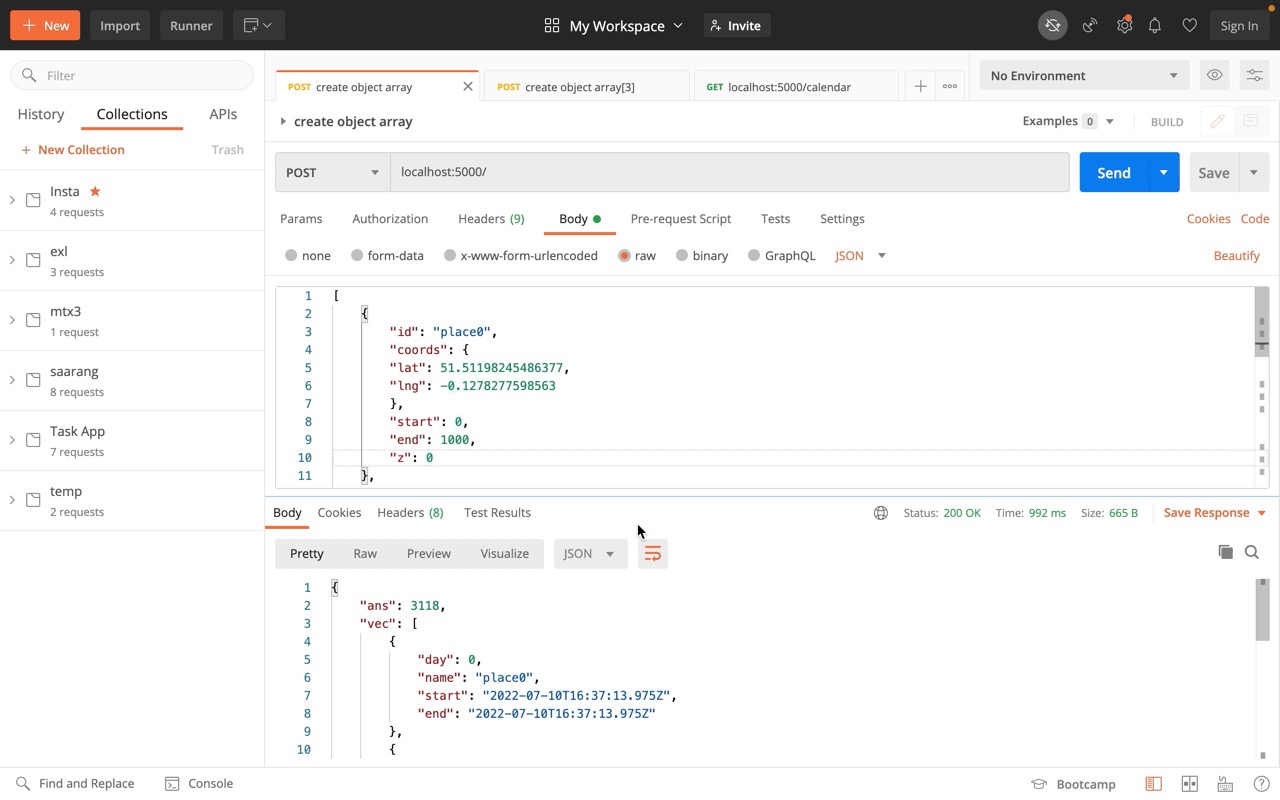 New Import Runner My Workspace Invite Sign In
Filter
History Collections APIs
New Collection Trash
Insta
4 requests
exl
3 requests
mtx3
1 request
saarang
8 requests
Task App
7 requests
temp
2 requests
POST create object array POST create object array[3] GET localhost:5000/calendar No Environment
create object array Examples 0 BUILD
POST localhost:5000/ Send Save
Params Authorization Headers (9) Body Pre-request Script Tests Settings Cookies Code
none form-data x-www-form-urlencoded raw binary GraphQL JSON Beautify
1 [
2 {
3 "id": "place0",
4 "coords": {
5 "lat": 51.51198245486377,
6 "lng": -0.1278277598563
7 },
8 "start": 0,
9 "end": 1000,
10 "z": 0
11 },
Body Cookies Headers (8) Test Results Status: 200 OK Time: 992 ms Size: 665 B Save Response
Pretty Raw Preview Visualize JSON
1 {
2 "ans": 3118,
3 "vec": [
4 {
5 "day": 0,
6 "name": "place0",
7 "start": "2022-07-10T16:37:13.975Z",
8 "end": "2022-07-10T16:37:13.975Z"
9 },
10 {
Find and Replace Console Bootcamp